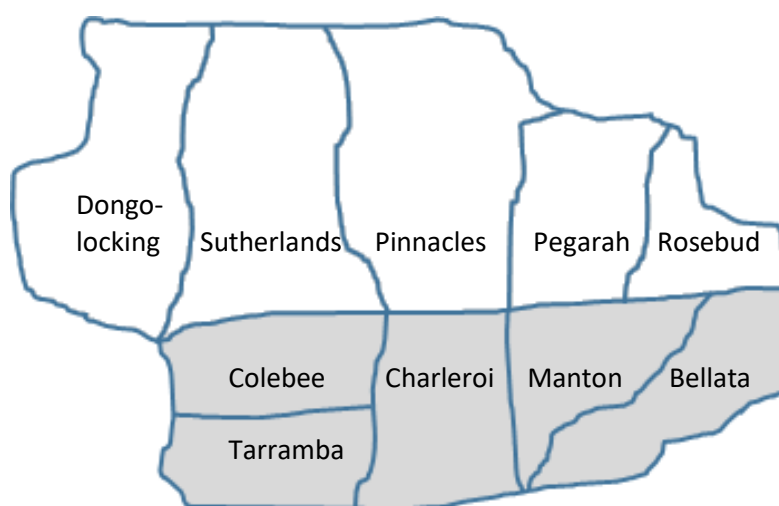 Dongo-
locking
Sutherlands
Pinnacles
Pegarah
Rosebud
Colebee
Charleroi
Manton
Bellata
Tarramba